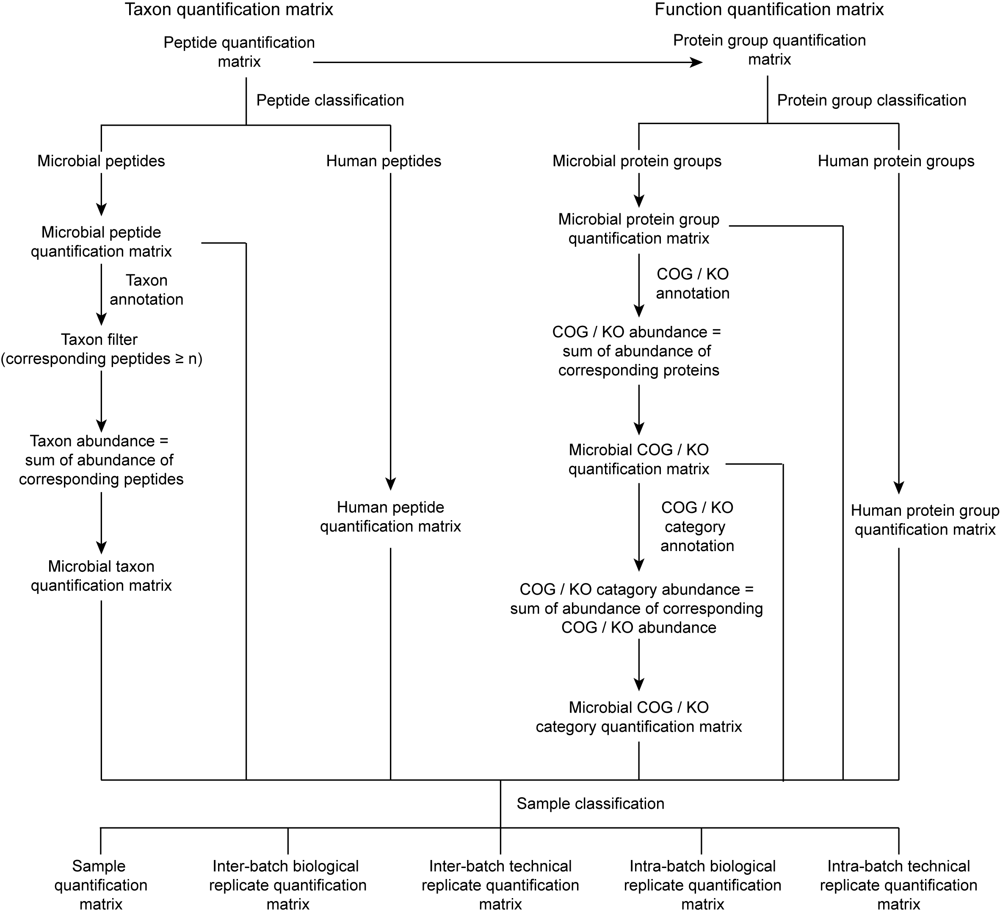 Taxon quantification matrix
Function quantification matrix
Peptide quantification
matrix
Protein group quantification
matrix
Peptide classification
Protein group classification
Microbial peptides
Human peptides
Microbial protein groups
Human protein groups
Microbial peptide
quantification matrix
Microbial protein group
quantification matrix
Taxon
annotation
COG / KO
annotation
Taxon filter
(corresponding peptides ≥ n)
COG / KO abundance =
sum of abundance of
corresponding proteins
Taxon abundance =
sum of abundance of
corresponding peptides
Microbial COG / KO
quantification matrix
Human peptide
quantification matrix
COG / KO
category
annotation
Human protein group
quantification matrix
Microbial taxon
quantification matrix
COG / KO catagory abundance =
sum of abundance of corresponding
COG / KO abundance
Microbial COG / KO
category quantification matrix
Sample classification
Sample
quantification
matrix
Inter-batch biological
replicate quantification
matrix
Inter-batch technical
replicate quantification
matrix
Intra-batch biological
replicate quantification
matrix
Intra-batch technical
replicate quantification
matrix